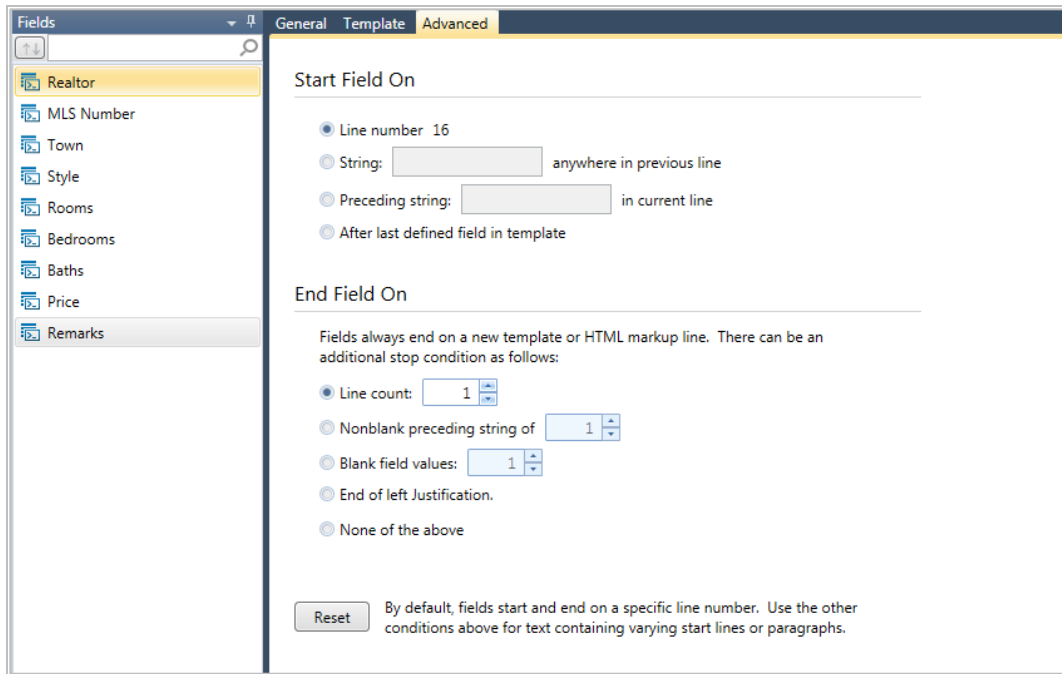 Fields
General Template Advanced
Realtor
MLS Number
Town
Style
Rooms
Bedrooms
Baths
Price
Remarks
Start Field On
Line number 16
String: anywhere in previous line
Preceding string: in current line
After last defined field in template
End Field On
Fields always end on a new template or HTML markup line. There can be an
additional stop condition as follows:
Line count: 1
Nonblank preceding string of 1
Blank field values: 1
End of left Justification.
None of the above
Reset
By default, fields start and end on a specific line number. Use the other
conditions above for text containing varying start lines or paragraphs.